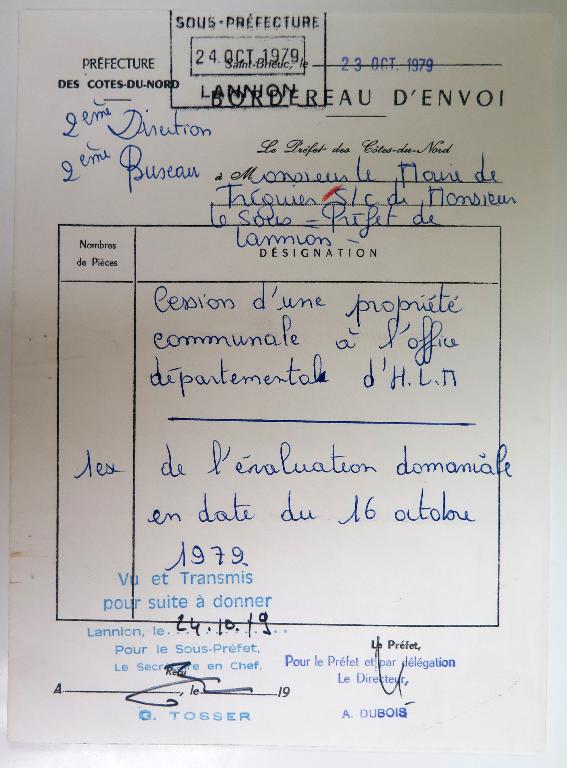 SOUS-PRÉFECTURE
24. OCT. 1979
LANNION
PRÉFECTURE
DES COTES-DU-NORD
Saint-Brieuc, le 23 OCT. 1979
BORDEREAU D'ENVOI
2ème Direction
2ème Bureau
Le Préfet des Côtes-du-Nord
à Monsieur le Maire de
Tréguier S/c de Monsieur
le Sous-Préfet de
Lannion -
Nombres
de Pièces
DÉSIGNATION
Cession d'une propriété
communale à l'office
départemental d'H.L.M
1ex de l'évaluation domaniale
en date du 16 octobre
1979
Vu et Transmis
pour suite à donner
Lannion, le 24.10.79
Pour le Sous-Préfet,
Le Secrétaire en Chef,
Reçu
A , le 19
G. TOSSER
Le Préfet,
Pour le Préfet et par délégation
Le Directeur,
A. DUBOIS